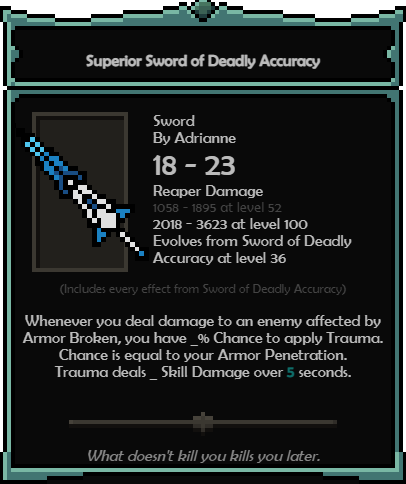 Superior Sword of Deadly Accuracy
Sword
By Adrianne
18 - 23
Reaper Damage
1058 - 1895 at level 52
2018 - 3623 at level 100
Evolves from Sword of Deadly
Accuracy at level 36
(Includes every effect from Sword of Deadly Accuracy)
Whenever you deal damage to an enemy affected by
Armor Broken, you have _% Chance to apply Trauma.
Chance is equal to your Armor Penetration.
Trauma deals _ Skill Damage over 5 seconds.
What doesn't kill you kills you later.